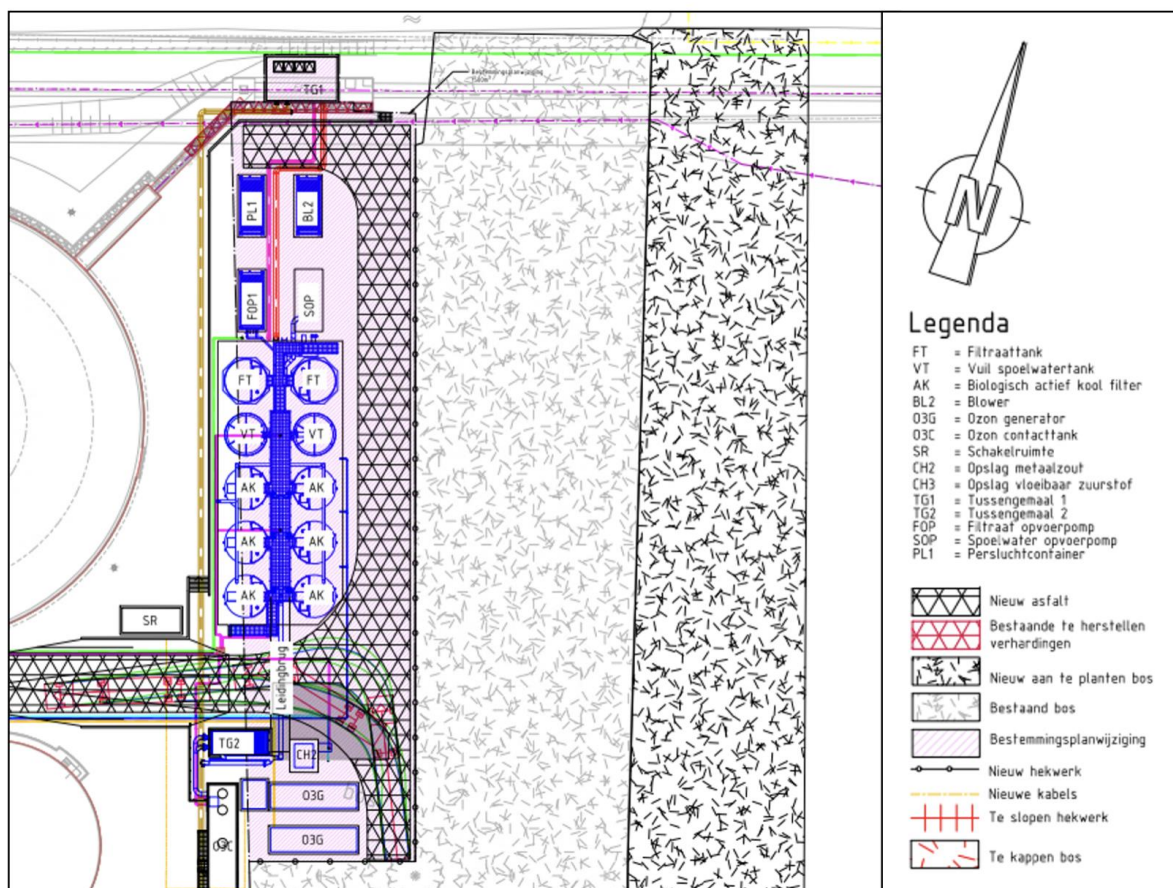 Bestemmingsplanwijziging
TG1
PL1
BL2
FOP1
SOP
FT
FT
VT
VT
AK
AK
AK
AK
AK
AK
SR
Leidingbrug
TG2
CH2
O3G
O3G
O3C
N
Legenda
FT = Filtraattank
VT = Vuil spoelwatertank
AK = Biologisch actief kool filter
BL2 = Blower
O3G = Ozon generator
O3C = Ozon contacttank
SR = Schakelruimte
CH2 = Opslag metaalzout
CH3 = Opslag vloeibaar zuurstof
TG1 = Tussengemaal 1
TG2 = Tussengemaal 2
FOP = Filtraat opvoerpomp
SOP = Spoelwater opvoerpomp
PL1 = Persluchtcontainer
Nieuw asfalt
Bestaande te herstellen
verhardingen
Nieuw aan te planten bos
Bestaand bos
Bestemmingsplanwijziging
Nieuw hekwerk
Nieuwe kabels
Te slopen hekwerk
Te kappen bos